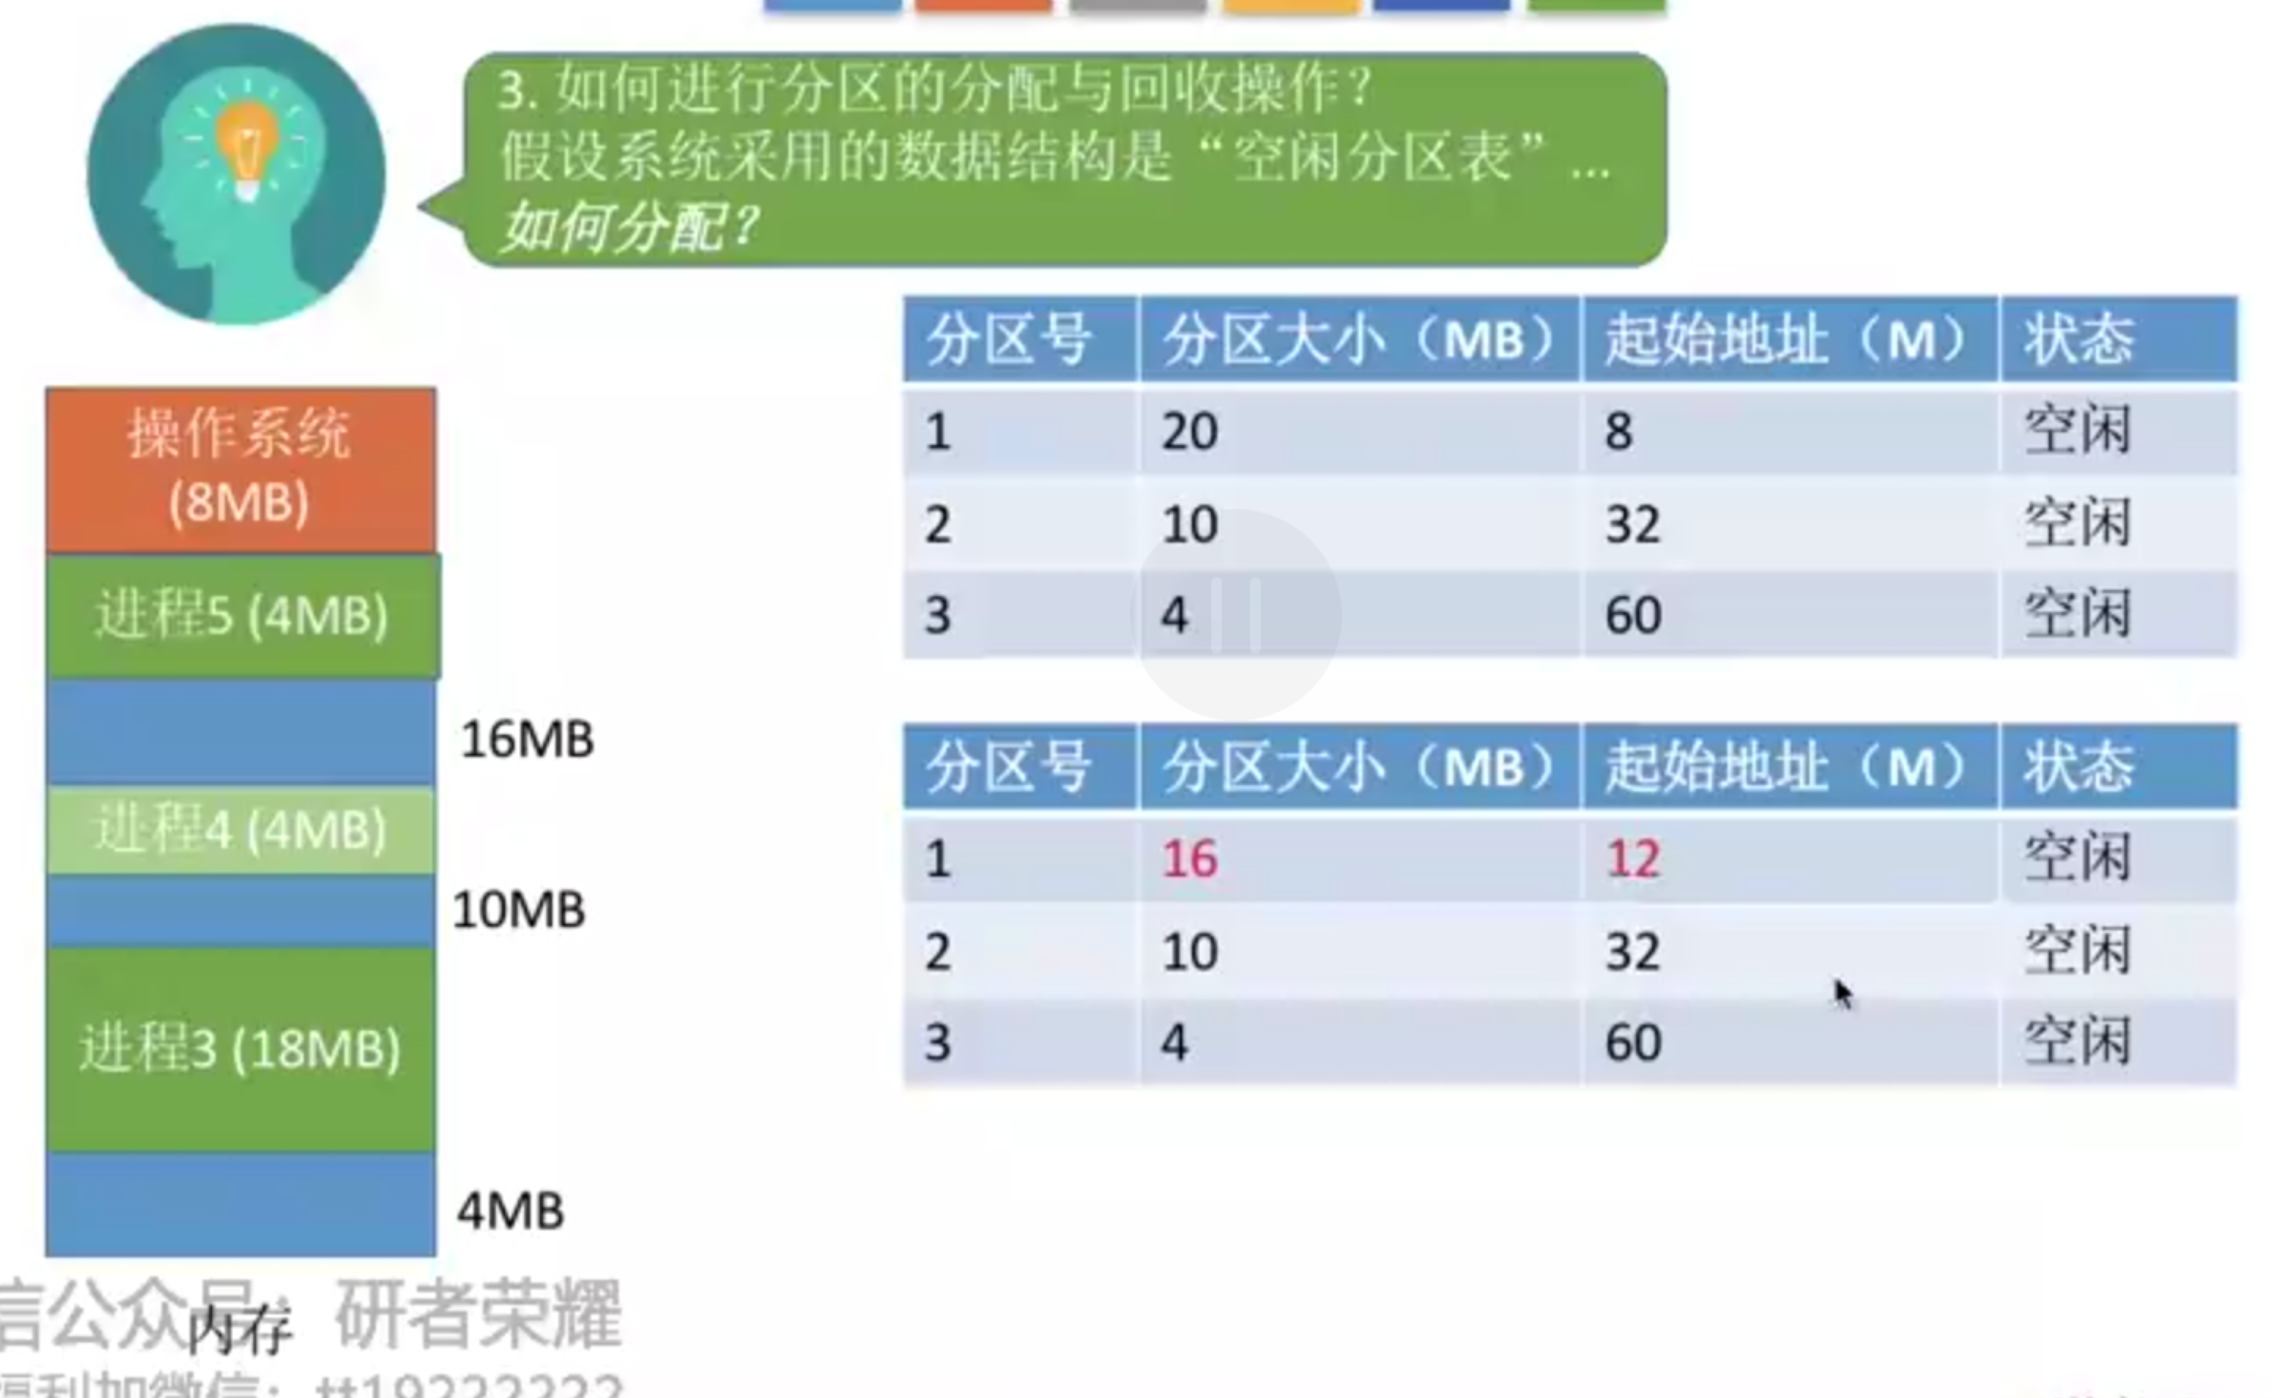 3. 如何进行分区的分配与回收操作？
假设系统采用的数据结构是“空闲分区表”...
如何分配？
操作系统
(8MB)
进程5 (4MB)
16MB
进程4 (4MB)
10MB
进程3 (18MB)
4MB
内存
分区号 分区大小（MB） 起始地址（M） 状态
1 20 8 空闲
2 10 32 空闲
3 4 60 空闲
分区号 分区大小（MB） 起始地址（M） 状态
1 16 12 空闲
2 10 32 空闲
3 4 60 空闲
信公众号：研者荣耀